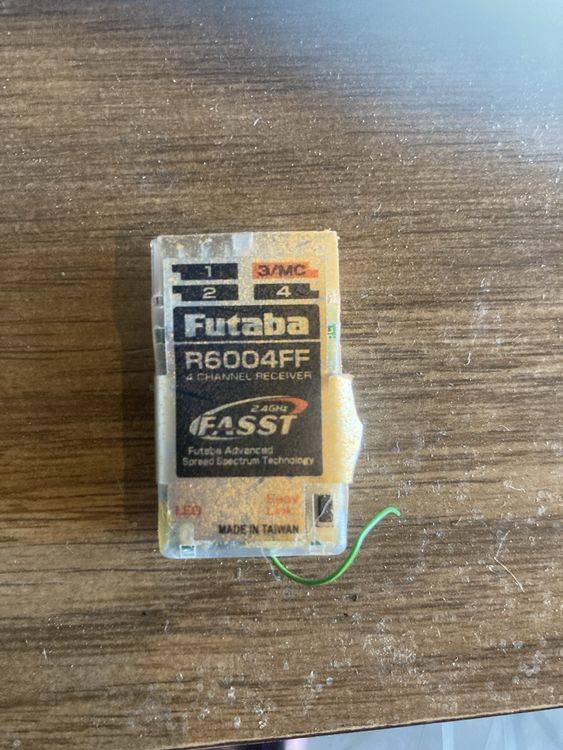 1 3/MC
2 4
Futaba
R6004FF
4 CHANNEL RECEIVER
2.4GHz
FASST
Futaba Advanced
Spread Spectrum Technology
Easy
LED Link
MADE IN TAIWAN